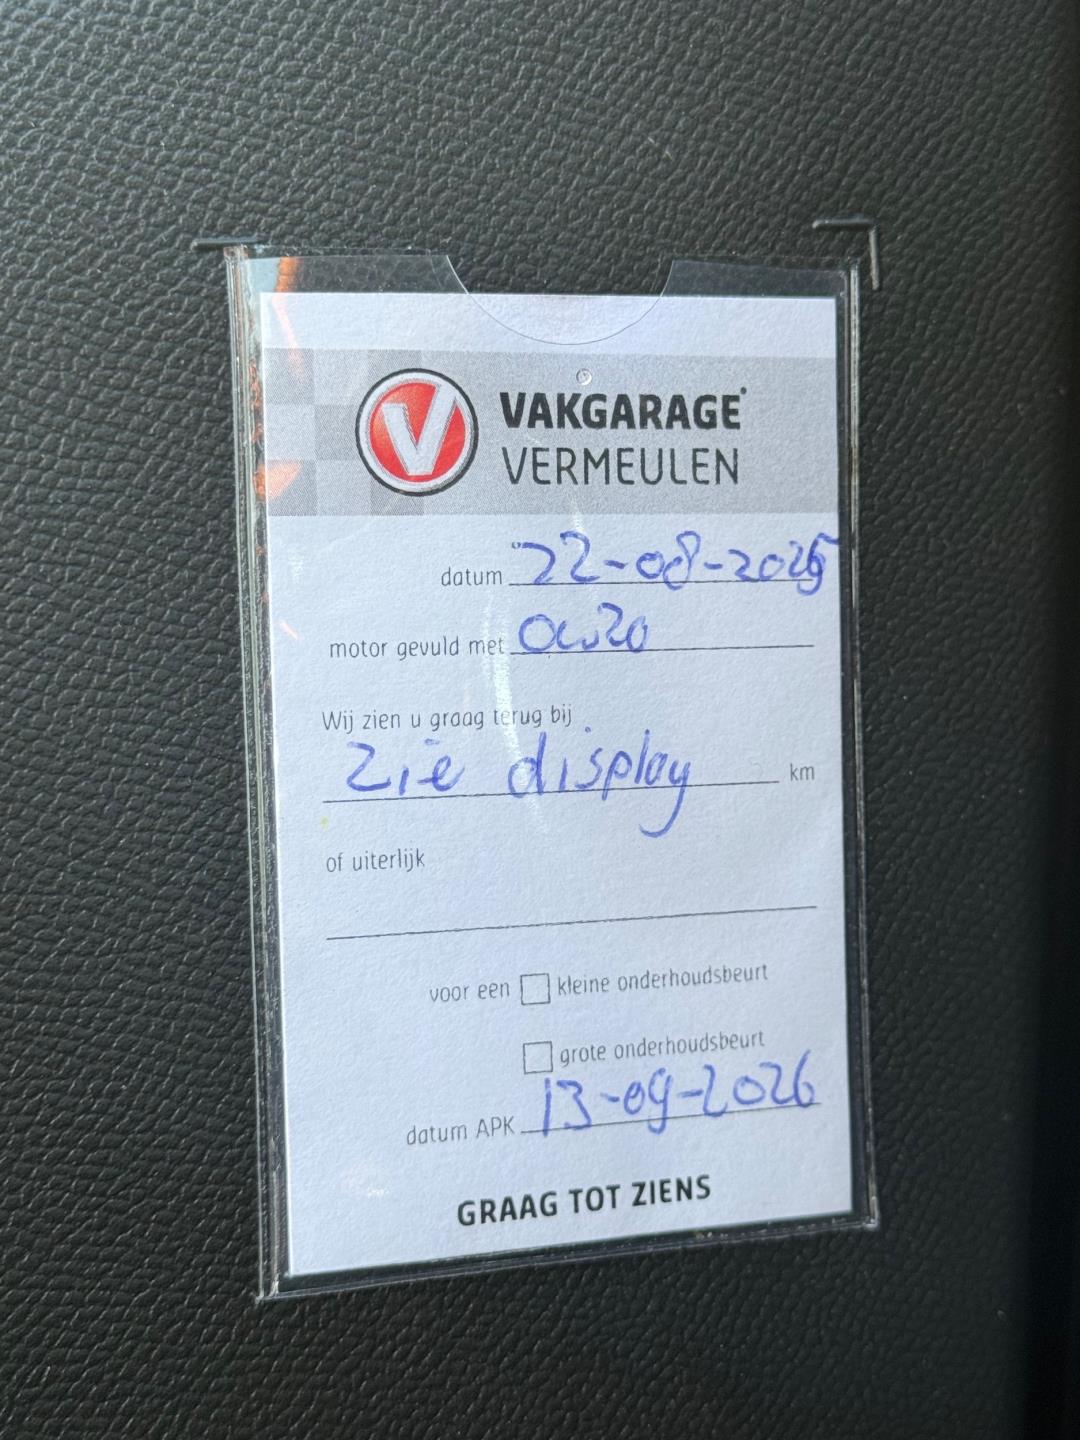 V
VAKGARAGE
VERMEULEN
datum 22-08-2025
motor gevuld met 0w20
Wij zien u graag terug bij
Zie display km
of uiterlijk
voor een kleine onderhoudsbeurt
grote onderhoudsbeurt
datum APK 13-09-2026
GRAAG TOT ZIENS